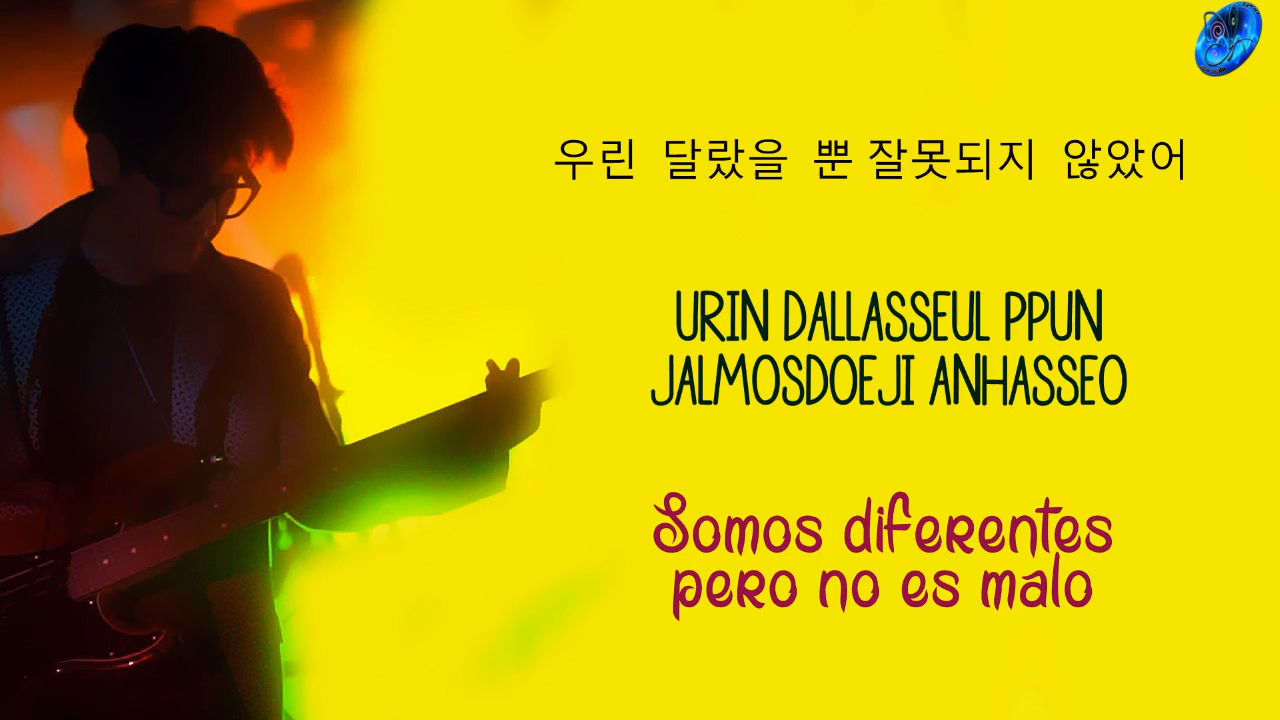 우린 달랐을 뿐 잘못되지 않았어
URIN DALLASSEUL PPUN
JALMOSDOEJI ANHASSEO
Somos diferentes
pero no es malo